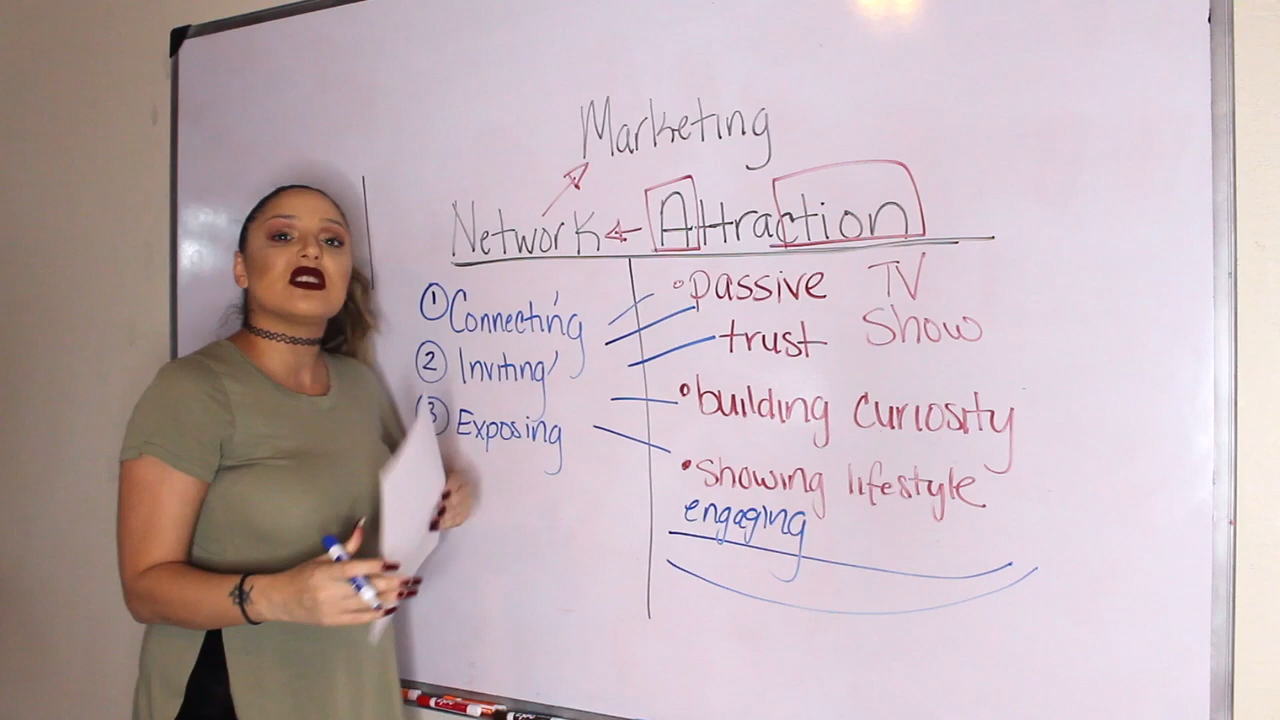 Marketing
Network Attraction
① Connecting
② Inviting
③ Exposing
• passive TV
trust Show
• building curiosity
• showing lifestyle
engaging